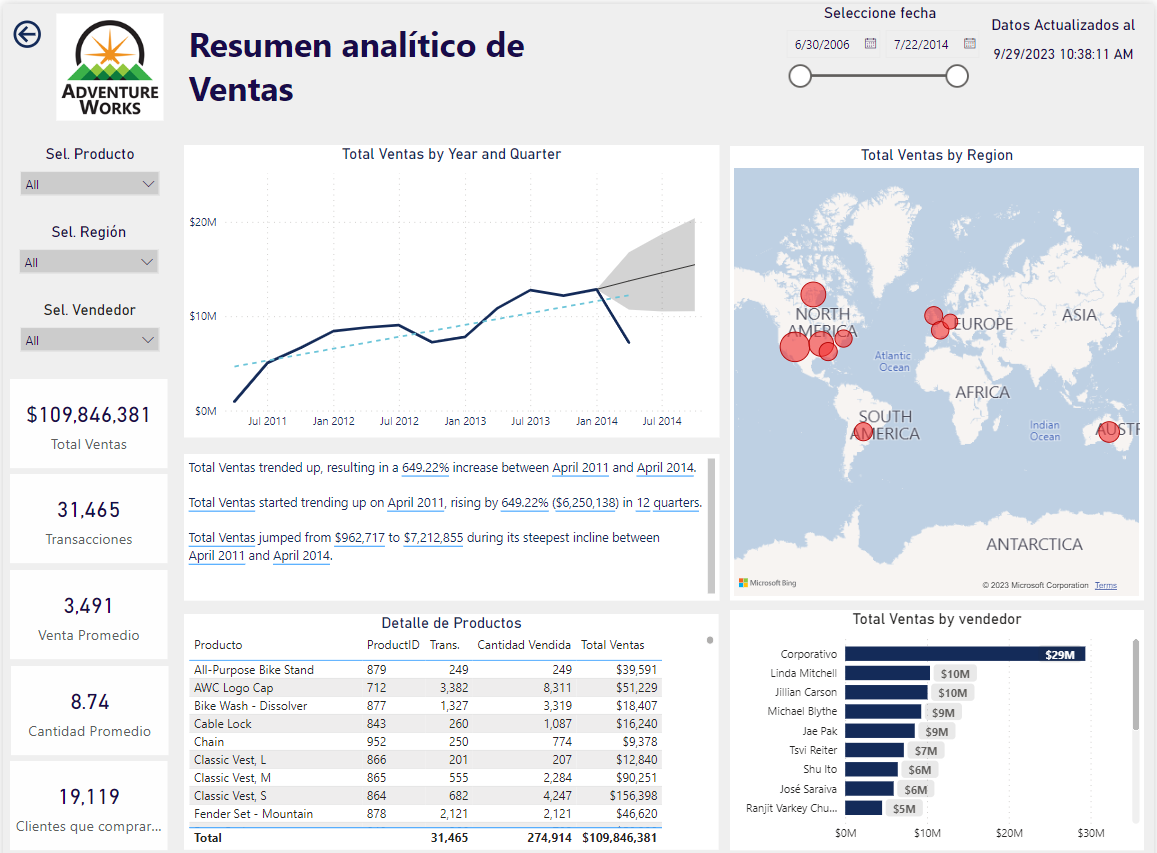 ADVENTURE
WORKS
Resumen analítico de
Ventas
Seleccione fecha
6/30/2006
7/22/2014
Datos Actualizados al
9/29/2023 10:38:11 AM
Sel. Producto
All
Sel. Región
All
Sel. Vendedor
All
$109,846,381
Total Ventas
31,465
Transacciones
3,491
Venta Promedio
8.74
Cantidad Promedio
19,119
Clientes que comprar...
Total Ventas by Year and Quarter
$20M
$10M
$0M
Jul 2011 Jan 2012 Jul 2012 Jan 2013 Jul 2013 Jan 2014 Jul 2014
Total Ventas trended up, resulting in a 649.22% increase between April 2011 and April 2014.
Total Ventas started trending up on April 2011, rising by 649.22% ($6,250,138) in 12 quarters.
Total Ventas jumped from $962,717 to $7,212,855 during its steepest incline between
April 2011 and April 2014.
Detalle de Productos
Producto ProductID Trans. Cantidad Vendida Total Ventas
All-Purpose Bike Stand 879 249 249 $39,591
AWC Logo Cap 712 3,382 8,311 $51,229
Bike Wash - Dissolver 877 1,327 3,319 $18,407
Cable Lock 843 260 1,087 $16,240
Chain 952 250 774 $9,378
Classic Vest, L 866 201 207 $12,840
Classic Vest, M 865 555 2,284 $90,251
Classic Vest, S 864 682 4,247 $156,398
Fender Set - Mountain 878 2,121 2,121 $46,620
Total 31,465 274,914 $109,846,381
Total Ventas by Region
NORTH
AMERICA
EUROPE
ASIA
Atlantic
Ocean
AFRICA
SOUTH
AMERICA
Indian
Ocean
AUSTR
ANTARCTICA
Microsoft Bing
© 2023 Microsoft Corporation Terms
Total Ventas by vendedor
Corporativo $29M
Linda Mitchell $10M
Jillian Carson $10M
Michael Blythe $9M
Jae Pak $9M
Tsvi Reiter $7M
Shu Ito $6M
José Saraiva $6M
Ranjit Varkey Chu... $5M
$0M $10M $20M $30M